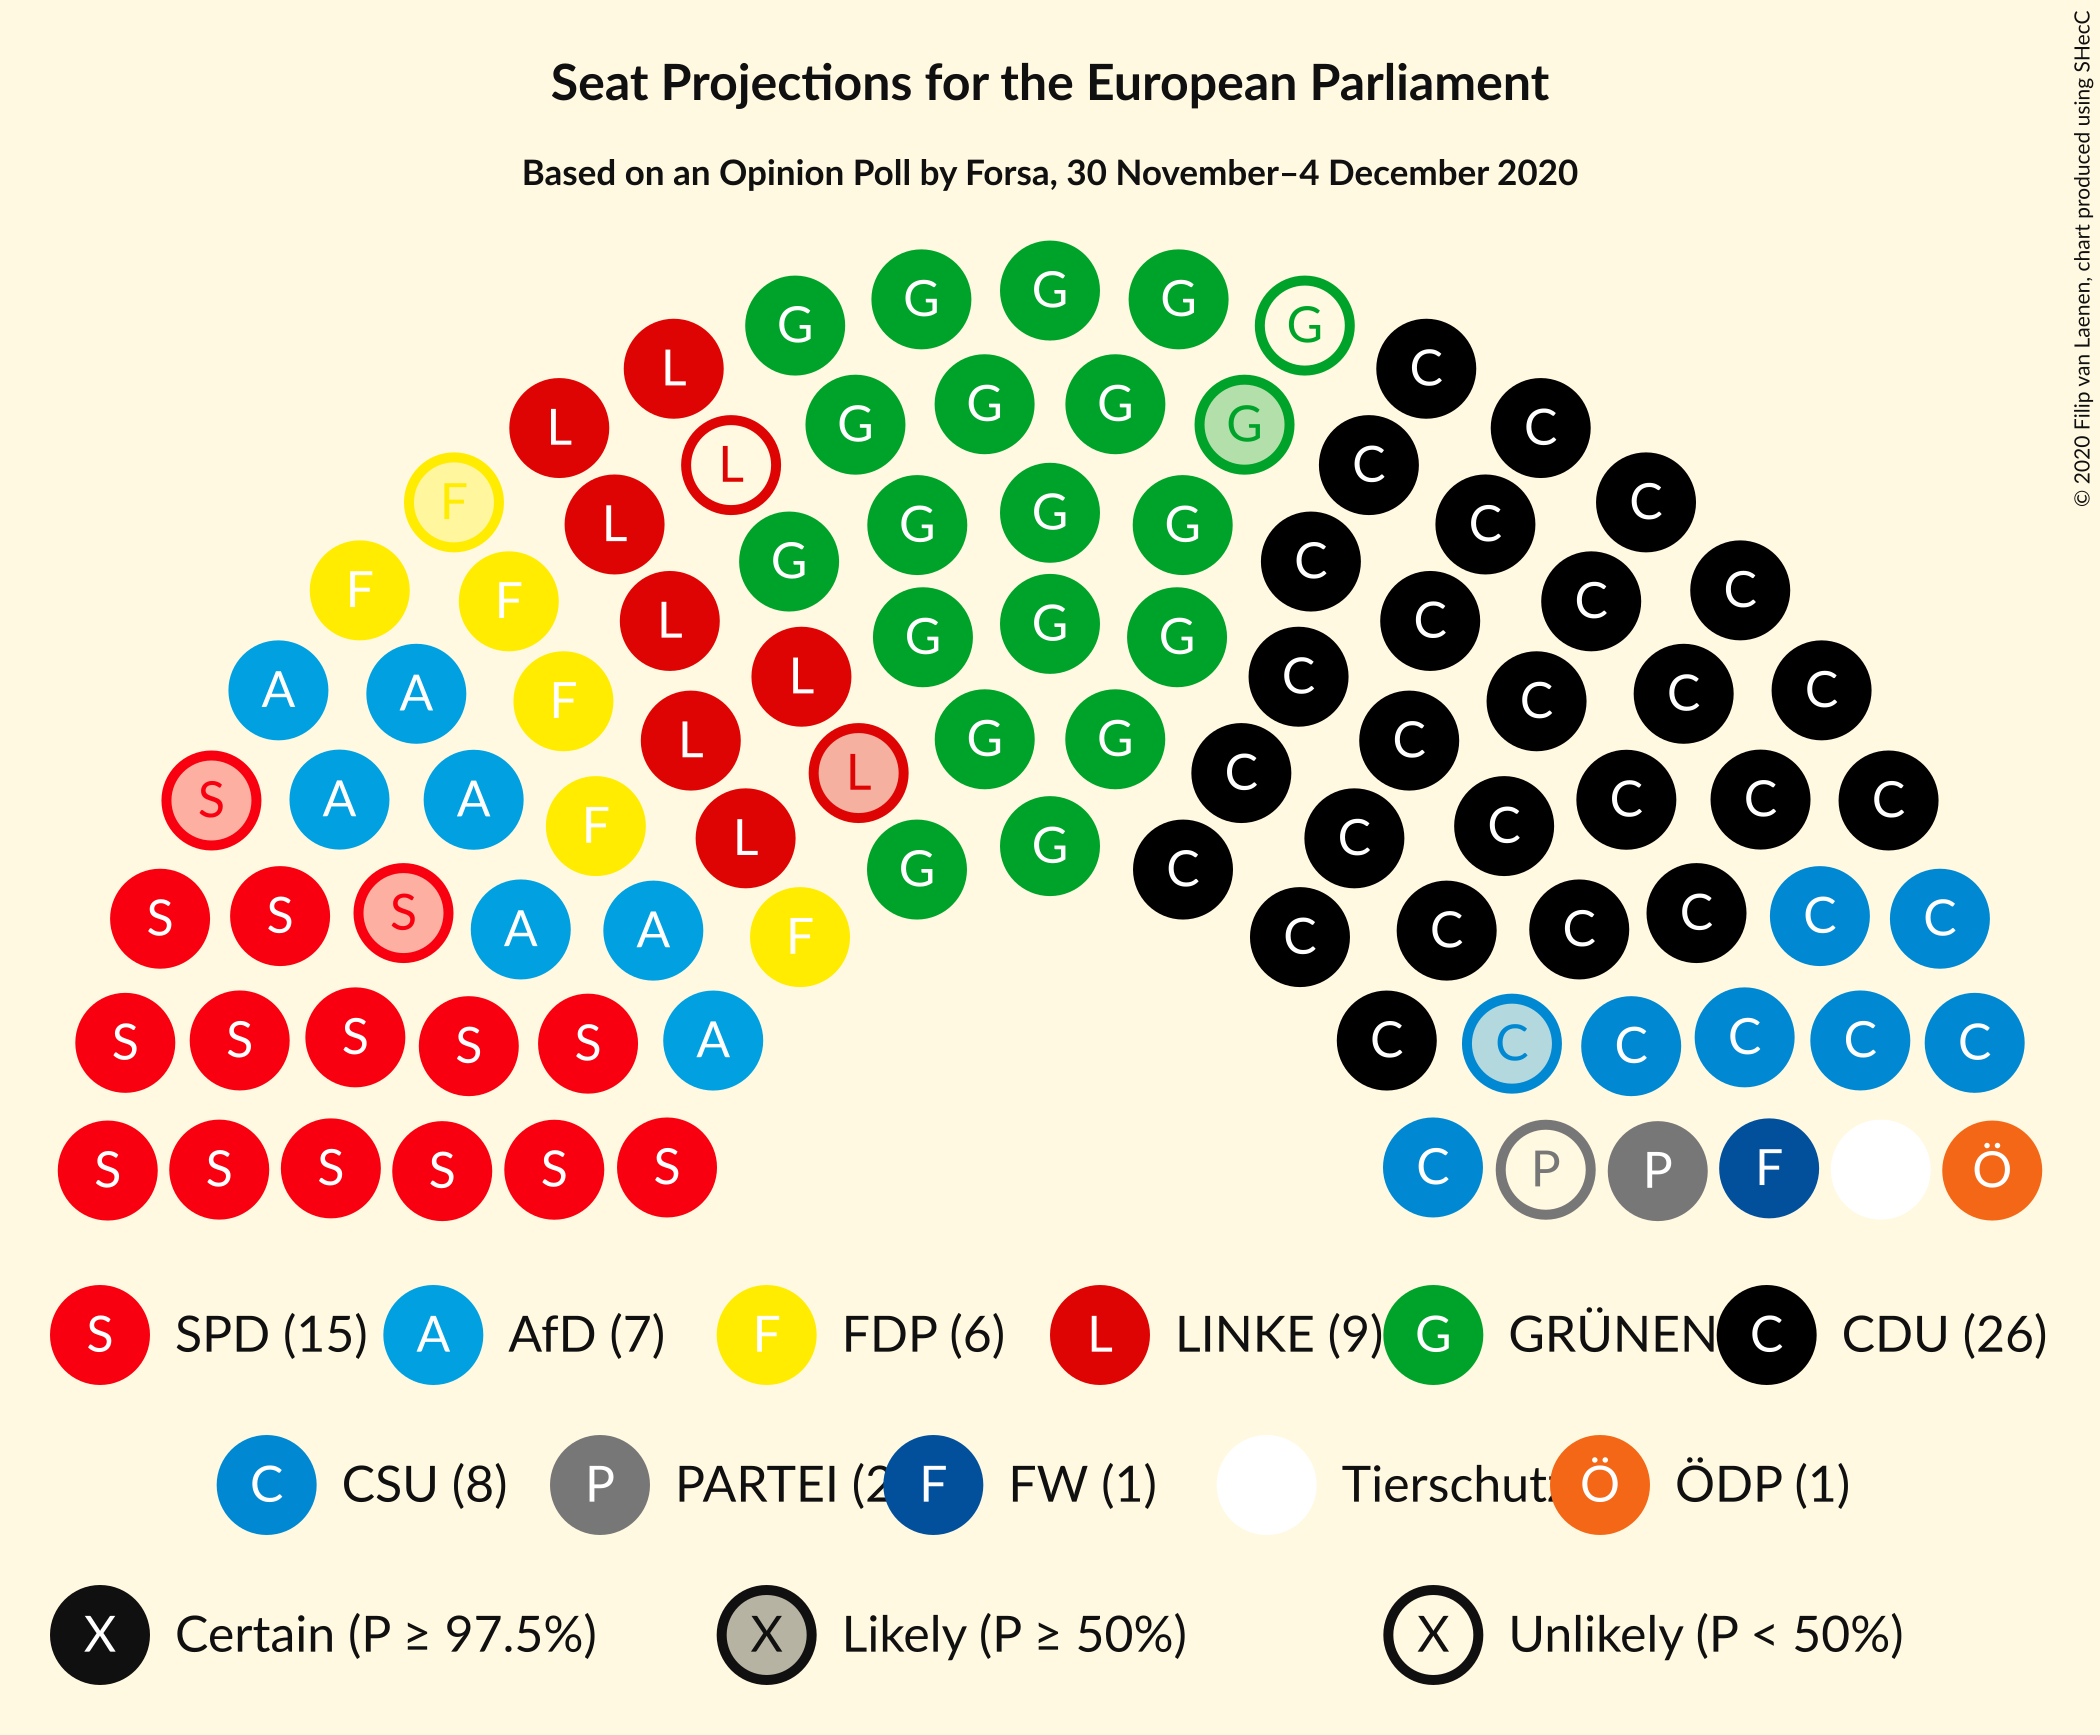 Seat Projections for the European Parliament
Based on an Opinion Poll by Forsa, 30 November–4 December 2020
© 2020 Filip van Laenen, chart produced using SHecC
G G G G G
L C
L G G G G C
L C
F L G G G C C
G C
F F L G G G C C C
A A F L C C C C
L L G G C C
S A A F L C C C C C
G G C
S S S A A F C C C C C C
S S S S S A C C C C C C
S S S S S S C P P F Ö
S SPD (15) A AfD (7) F FDP (6) L LINKE (9) G GRÜNEN C CDU (26)
C CSU (8) P PARTEI (2 F FW (1) Tierschutz Ö ÖDP (1)
X Certain (P ≥ 97.5%) X Likely (P ≥ 50%) X Unlikely (P < 50%)